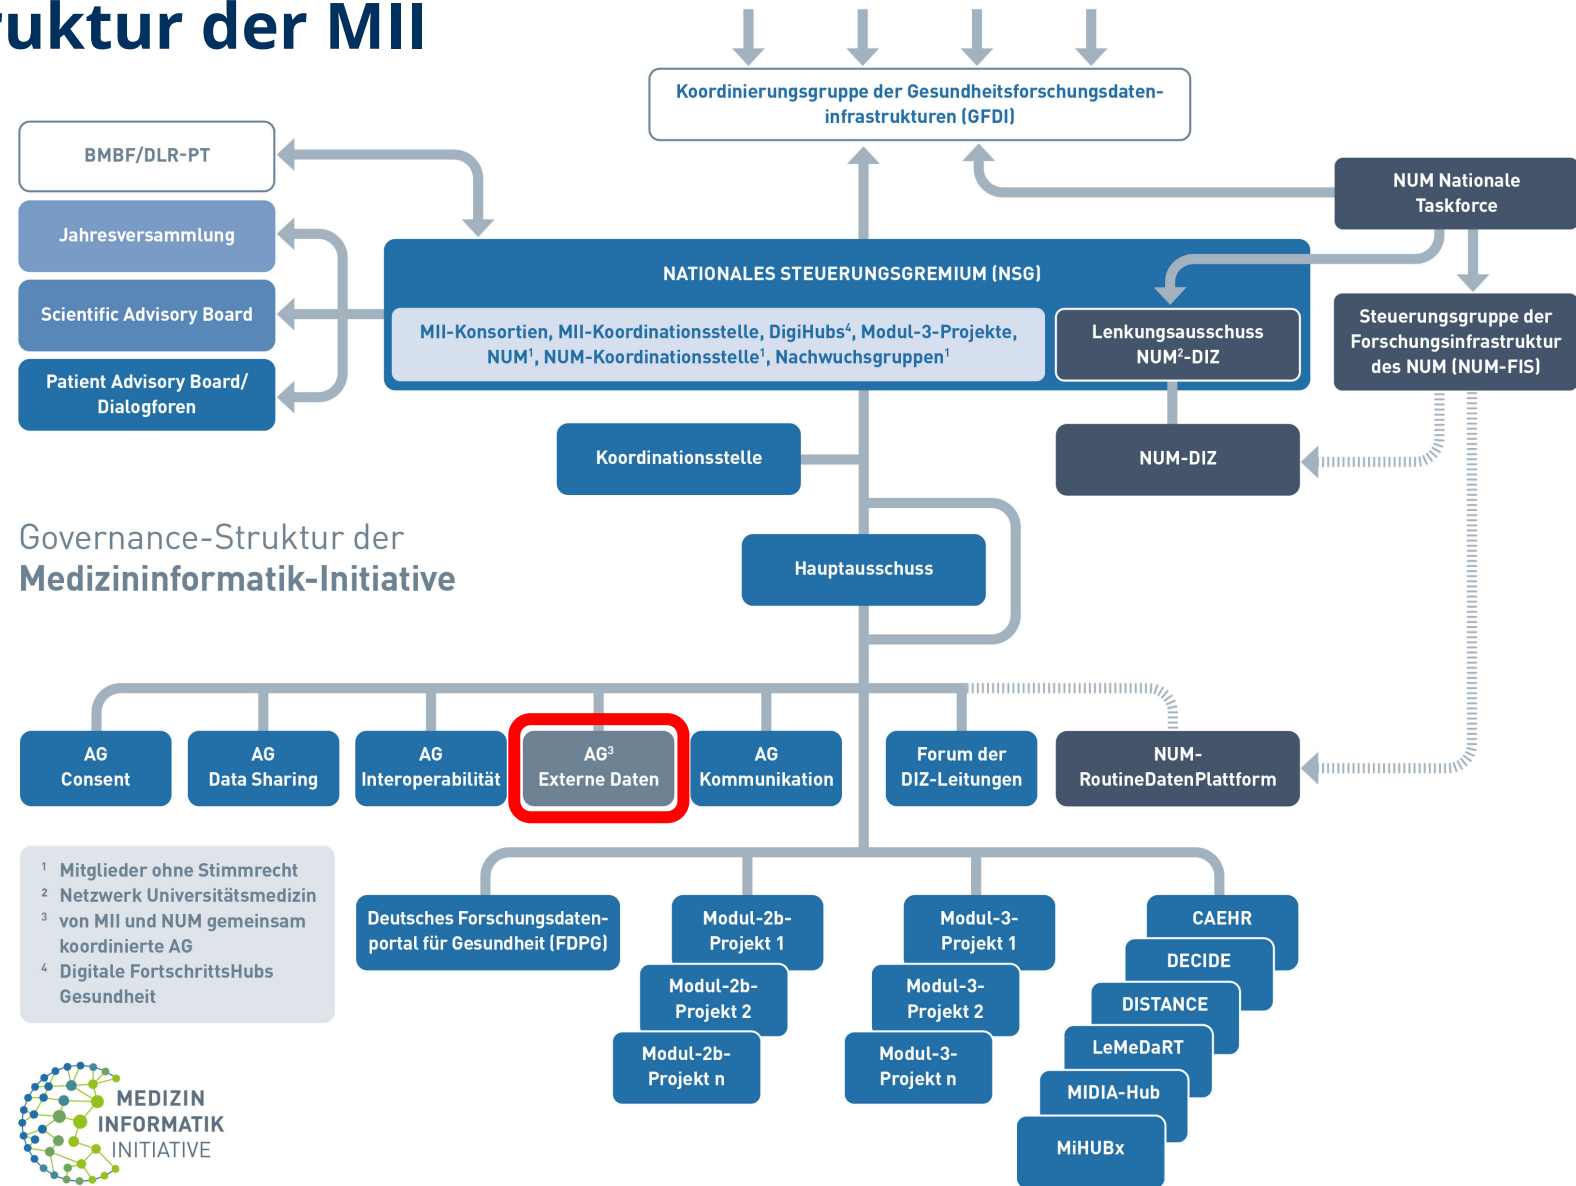 ruktur der MII
Koordinierungsgruppe der Gesundheitsforschungsdaten-
infrastrukturen (GFDI)
BMBF/DLR-PT
Jahresversammlung
Scientific Advisory Board
Patient Advisory Board/
Dialogforen
NUM Nationale
Taskforce
NATIONALES STEUERUNGSGREMIUM (NSG)
MII-Konsortien, MII-Koordinationsstelle, DigiHubs⁴, Modul-3-Projekte,
NUM¹, NUM-Koordinationsstelle¹, Nachwuchsgruppen¹
Lenkungsausschuss
NUM²-DIZ
Steuerungsgruppe der
Forschungsinfrastruktur
des NUM (NUM-FIS)
Koordinationsstelle
NUM-DIZ
Governance-Struktur der
Medizininformatik-Initiative
Hauptausschuss
AG
Consent
AG
Data Sharing
AG
Interoperabilität
AG³
Externe Daten
AG
Kommunikation
Forum der
DIZ-Leitungen
NUM-
RoutineDatenPlattform
¹ Mitglieder ohne Stimmrecht
² Netzwerk Universitätsmedizin
³ von MII und NUM gemeinsam
koordinierte AG
⁴ Digitale FortschrittsHubs
Gesundheit
Deutsches Forschungsdaten-
portal für Gesundheit (FDPG)
Modul-2b-
Projekt 1
Modul-2b-
Projekt 2
Modul-2b-
Projekt n
Modul-3-
Projekt 1
Modul-3-
Projekt 2
Modul-3-
Projekt n
CAEHR
DECIDE
DISTANCE
LeMeDaRT
MIDIA-Hub
MiHUBx
MEDIZIN
INFORMATIK
INITIATIVE